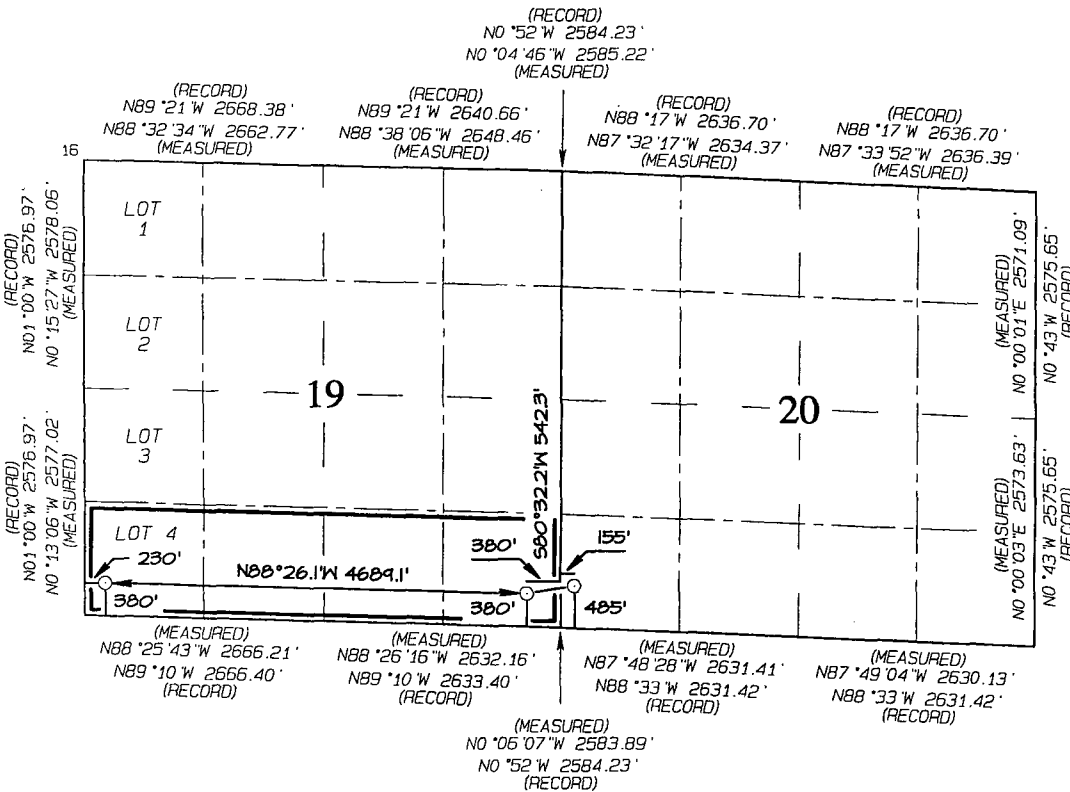 (RECORD)
N0°52'W 2584.23'
N0°04'46"W 2585.22'
(MEASURED)
(RECORD)
N89°21'W 2668.38'
N88°32'34"W 2662.77'
(MEASURED)
(RECORD)
N89°21'W 2640.66'
N88°38'06"W 2648.46'
(MEASURED)
(RECORD)
N88°17'W 2636.70'
N87°32'17"W 2634.37'
(MEASURED)
(RECORD)
N88°17'W 2636.70'
N87°33'52"W 2636.39'
(MEASURED)
16
(RECORD)
N01°00'W 2576.97'
N0°15'27"W 2578.06'
(MEASURED)
LOT
1
LOT
2
LOT
3
LOT 4
19
20
(MEASURED)
N0°00'01"E 2571.09'
N0°43'W 2575.65'
(RECORD)
(RECORD)
N01°00'W 2576.97'
N0°13'06"W 2577.02'
(MEASURED)
S80°32.2'W 542.3'
(MEASURED)
N0°00'03"E 2573.63'
N0°43'W 2575.65'
(RECORD)
230'
380'
N88°26.1'W 4689.1'
380'
155'
380'
485'
(MEASURED)
N88°25'43"W 2666.21'
N89°10'W 2666.40'
(RECORD)
(MEASURED)
N88°26'16"W 2632.16'
N89°10'W 2633.40'
(RECORD)
(MEASURED)
N87°48'28"W 2631.41'
N88°33'W 2631.42'
(RECORD)
(MEASURED)
N87°49'04"W 2630.13'
N88°33'W 2631.42'
(RECORD)
(MEASURED)
N0°06'07"W 2583.89'
N0°52'W 2584.23'
(RECORD)